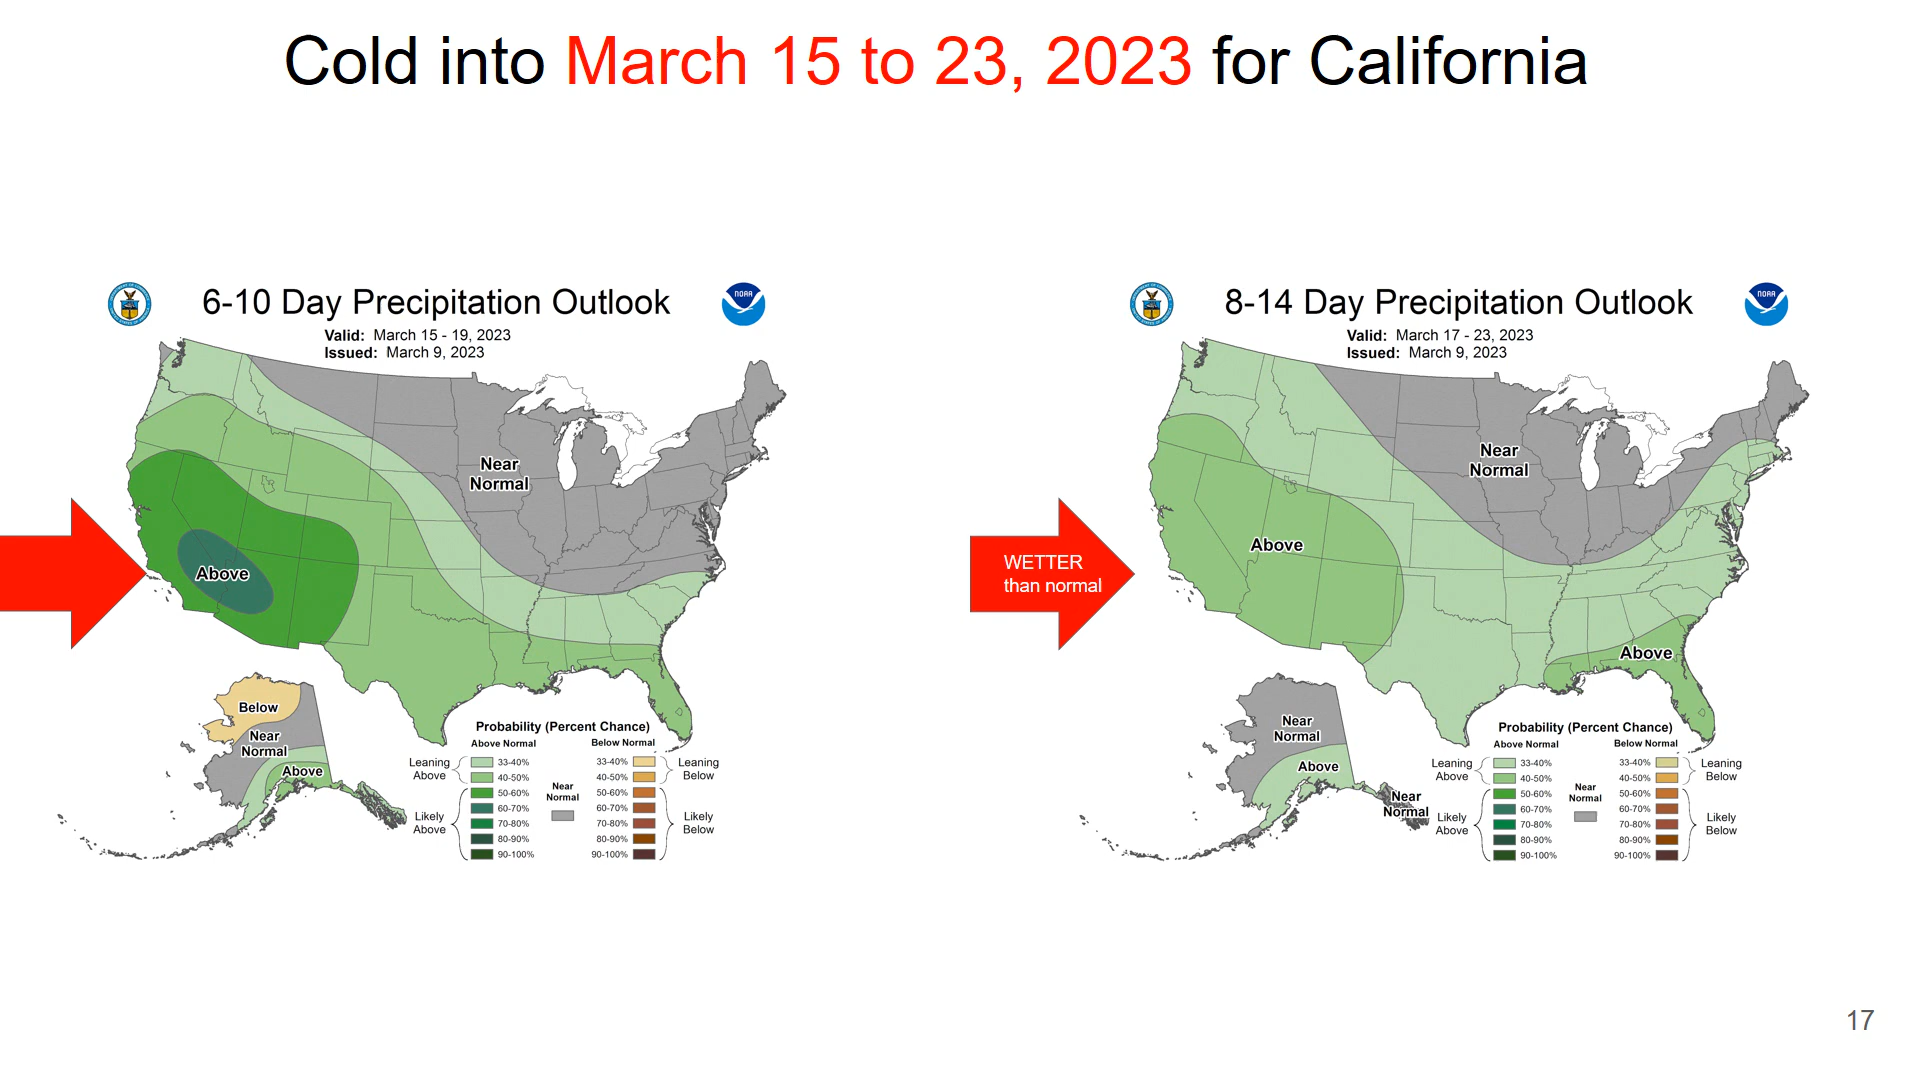 Cold into March 15 to 23, 2023 for California
6-10 Day Precipitation Outlook
NOAA
Valid: March 15 - 19, 2023
Issued: March 9, 2023
Near
Normal
Above
Below
Near
Normal
Above
Probability (Percent Chance)
Above Normal
Below Normal
Leaning
Above
33-40%
40-50%
Likely
Above
50-60%
60-70%
70-80%
80-90%
90-100%
Near
Normal
33-40%
40-50%
50-60%
60-70%
70-80%
80-90%
90-100%
Leaning
Below
Likely
Below
WETTER
than normal
8-14 Day Precipitation Outlook
NOAA
Valid: March 17 - 23, 2023
Issued: March 9, 2023
Near
Normal
Above
Above
Near
Normal
Above
Near
Normal
Probability (Percent Chance)
Above Normal
Below Normal
Leaning
Above
33-40%
40-50%
Likely
Above
50-60%
60-70%
70-80%
80-90%
90-100%
Near
Normal
33-40%
40-50%
50-60%
60-70%
70-80%
80-90%
90-100%
Leaning
Below
Likely
Below
17